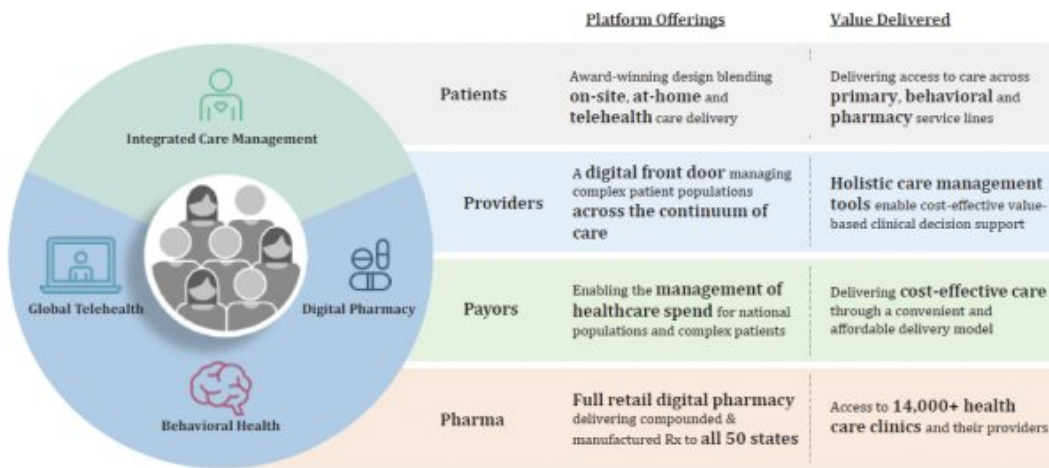 Platform Offerings
Value Delivered
Integrated Care Management
Global Telehealth
Digital Pharmacy
Behavioral Health
Patients
Award-winning design blending
on-site, at-home and
telehealth care delivery
Delivering access to care across
primary, behavioral and
pharmacy service lines
Providers
A digital front door managing
complex patient populations
across the continuum of
care
Holistic care management
tools enable cost-effective value-
based clinical decision support
Payors
Enabling the management of
healthcare spend for national
populations and complex patients
Delivering cost-effective care
through a convenient and
affordable delivery model
Pharma
Full retail digital pharmacy
delivering compounded &
manufactured Rx to all 50 states
Access to 14,000+ health
care clinics and their providers